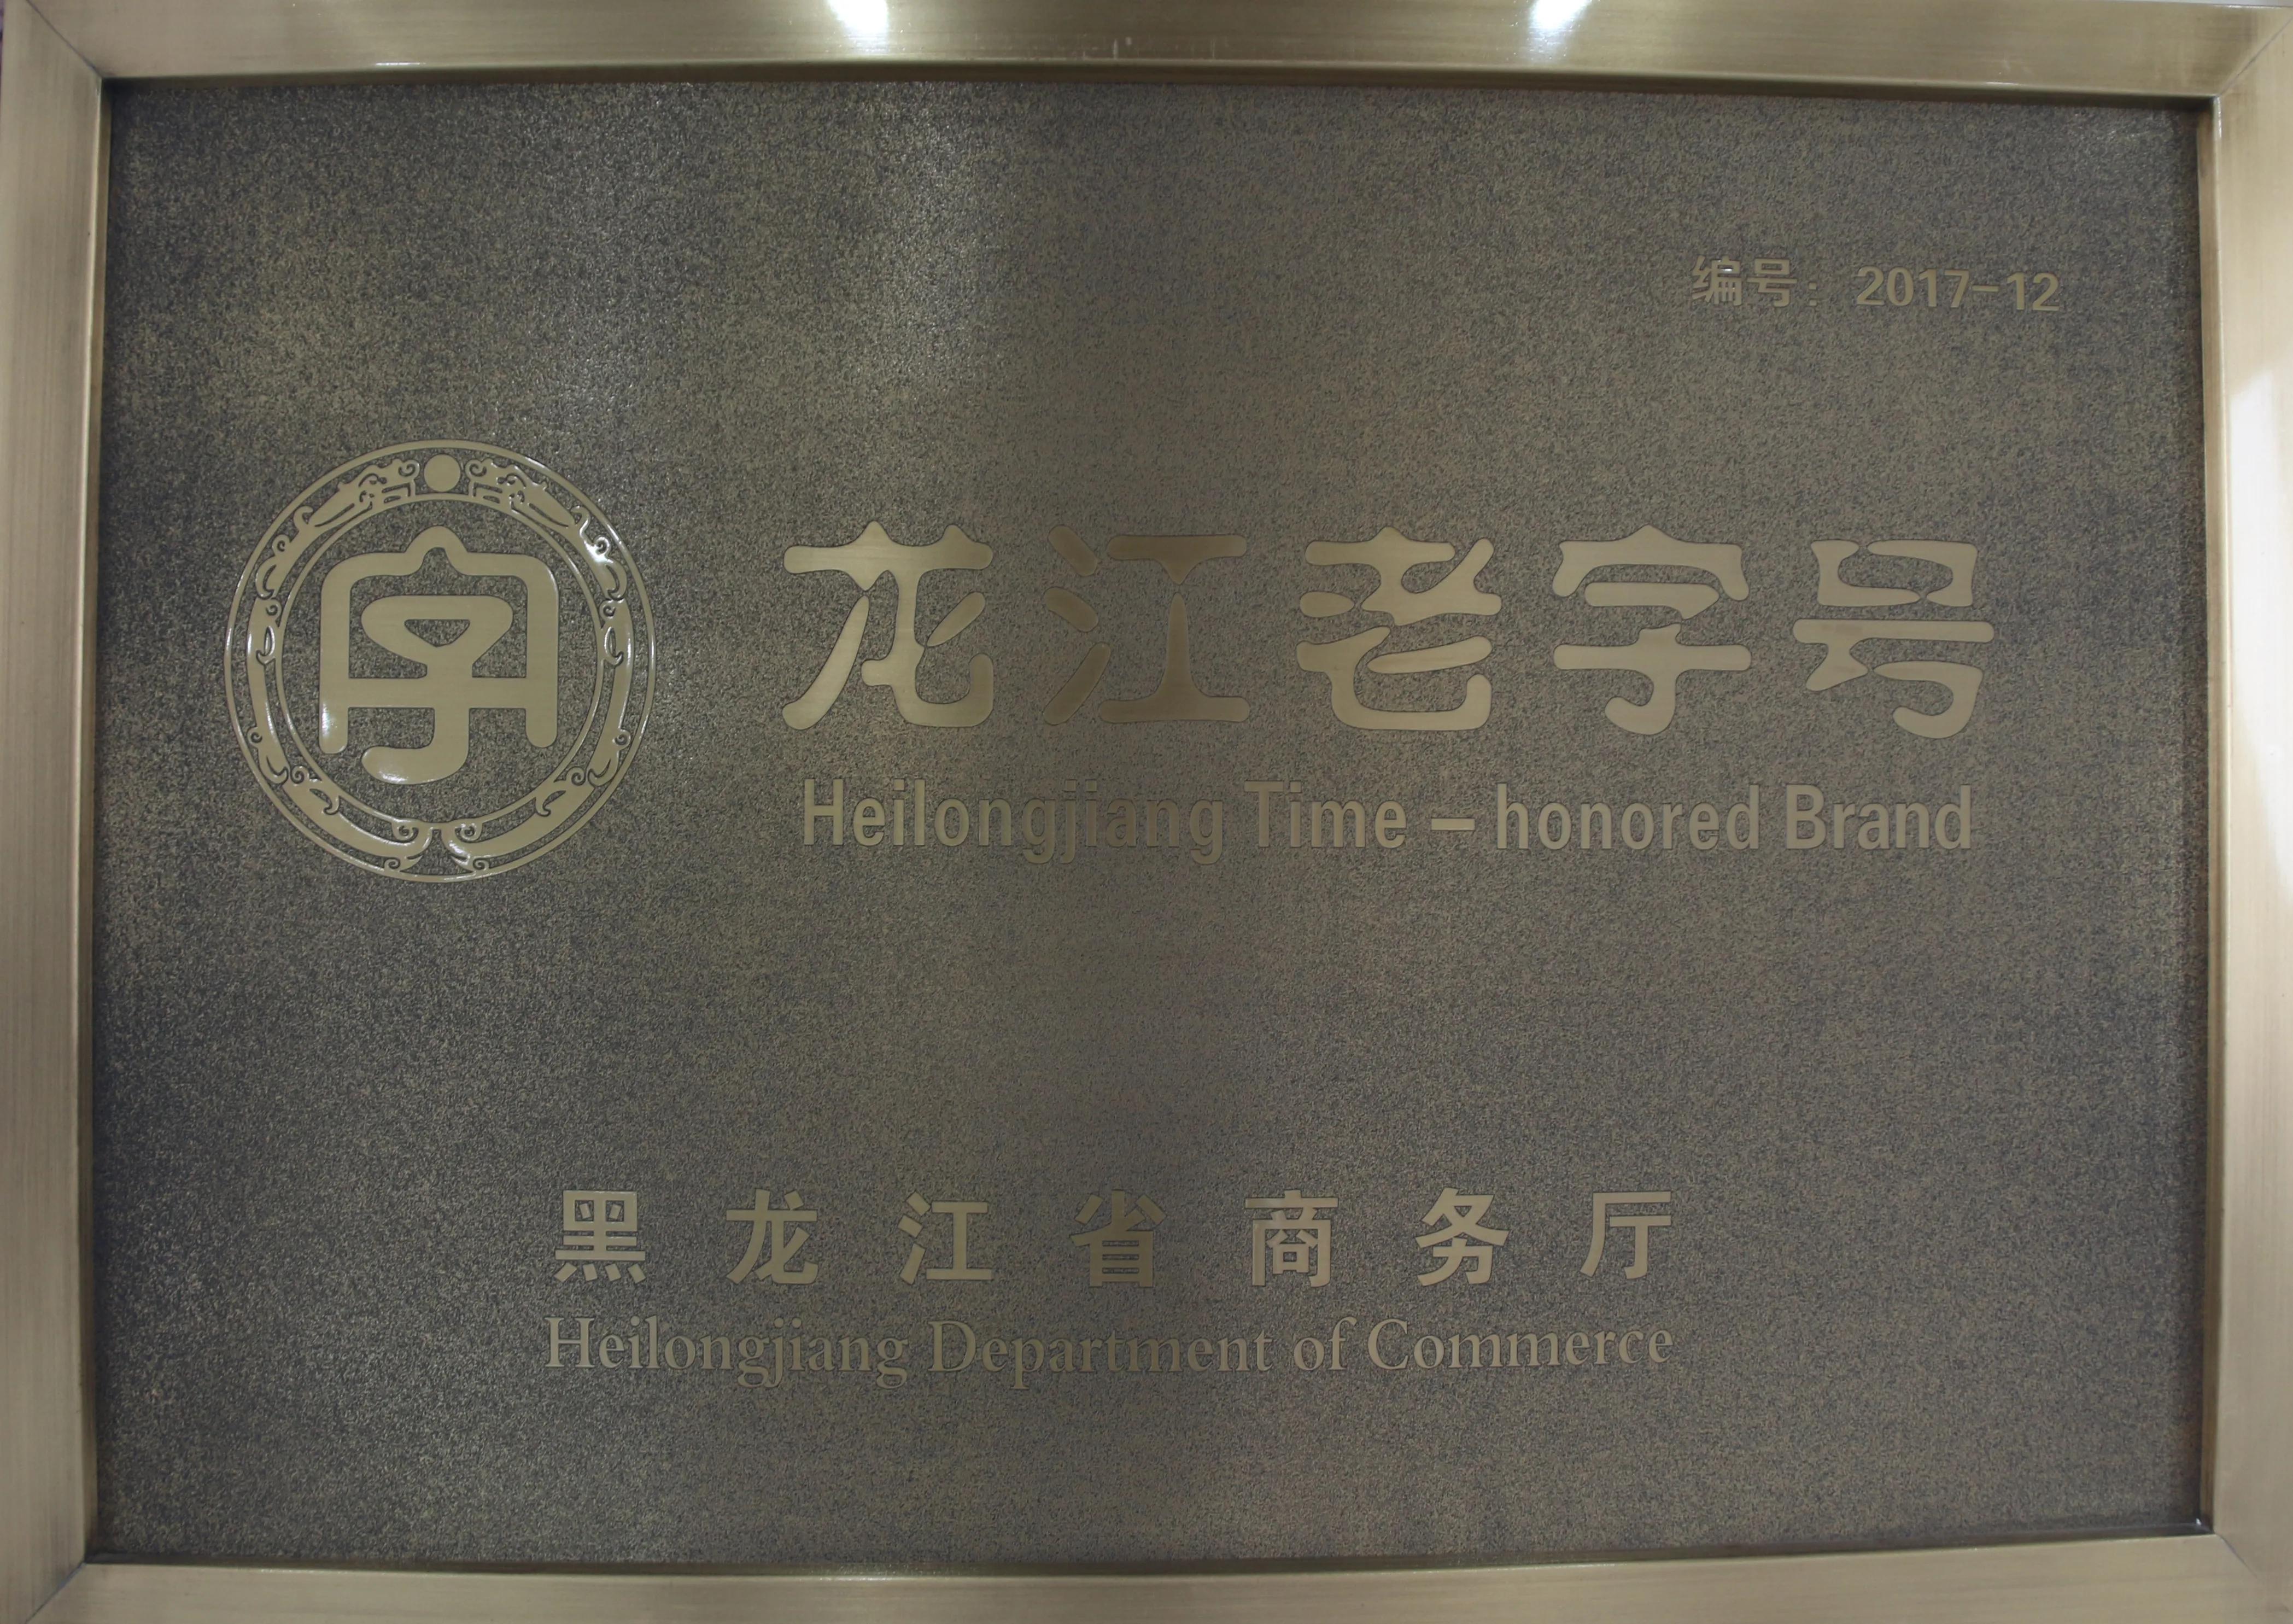 编号：2017-12
字
龙江老字号
Heilongjiang Time - honored Brand
黑龙江省商务厅
Heilongjiang Department of Commerce